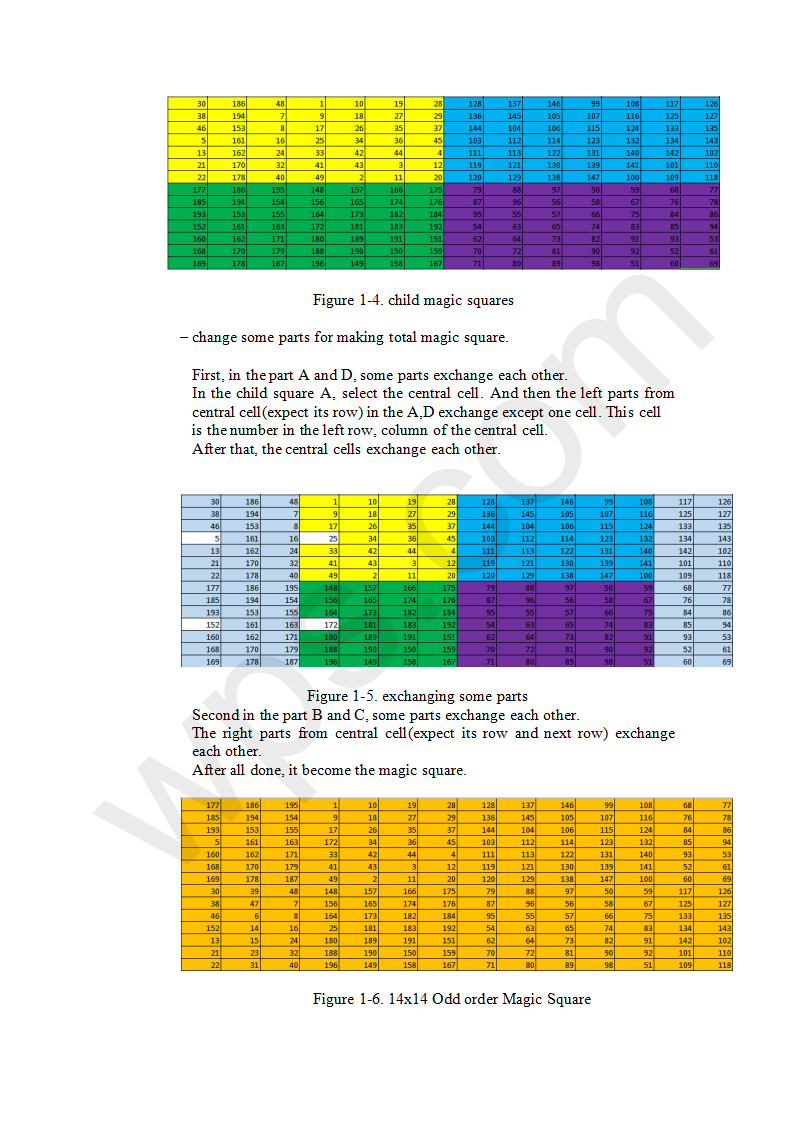 30 186 48 1 10 19 28 128 137 146 99 108 117 126
38 194 7 9 18 27 29 136 145 105 107 116 125 127
46 153 8 17 26 35 37 144 104 106 115 124 133 135
5 161 16 25 34 36 45 103 112 114 123 132 134 143
13 162 24 33 42 44 4 111 113 122 131 140 142 102
21 170 32 41 43 3 12 119 121 130 139 141 101 110
22 178 40 49 2 11 20 120 129 138 147 100 109 118
177 186 195 148 157 166 175 79 88 97 50 59 68 77
185 194 154 156 165 174 176 87 96 56 58 67 76 78
193 153 155 164 173 182 184 95 55 57 66 75 84 86
152 161 163 172 181 183 192 54 63 65 74 83 85 94
160 162 171 180 189 191 151 62 64 73 82 91 93 53
168 170 179 188 190 150 159 70 72 81 90 92 52 61
169 178 187 196 149 158 167 71 80 89 98 51 60 69
Figure 1-4. child magic squares
– change some parts for making total magic square.
First, in the part A and D, some parts exchange each other.
In the child square A, select the central cell. And then the left parts from
central cell(expect its row) in the A,D exchange except one cell. This cell
is the number in the left row, column of the central cell.
After that, the central cells exchange each other.
30 186 48 1 10 19 28 128 137 146 99 108 117 126
38 194 7 9 18 27 29 136 145 105 107 116 125 127
46 153 8 17 26 35 37 144 104 106 115 124 133 135
5 161 16 25 34 36 45 103 112 114 123 132 134 143
13 162 24 33 42 44 4 111 113 122 131 140 142 102
21 170 32 41 43 3 12 119 121 130 139 141 101 110
22 178 40 49 2 11 20 120 129 138 147 100 109 118
177 186 195 148 157 166 175 79 88 97 50 59 68 77
185 194 154 156 165 174 176 87 96 56 58 67 76 78
193 153 155 164 173 182 184 95 55 57 66 75 84 86
152 161 163 172 181 183 192 54 63 65 74 83 85 94
160 162 171 180 189 191 151 62 64 73 82 91 93 53
168 170 179 188 190 150 159 70 72 81 90 92 52 61
169 178 187 196 149 158 167 71 80 89 98 51 60 69
Figure 1-5. exchanging some parts
Second in the part B and C, some parts exchange each other.
The right parts from central cell(expect its row and next row) exchange
each other.
After all done, it become the magic square.
177 186 195 1 10 19 28 128 137 146 99 108 68 77
185 194 154 9 18 27 29 136 145 105 107 116 76 78
193 153 155 17 26 35 37 144 104 106 115 124 84 86
5 161 163 172 34 36 45 103 112 114 123 132 85 94
160 162 171 33 42 44 4 111 113 122 131 140 93 53
168 170 179 41 43 3 12 119 121 130 139 141 52 61
169 178 187 49 2 11 20 120 129 138 147 100 60 69
30 39 48 148 157 166 175 79 88 97 50 59 117 126
38 47 7 156 165 174 176 87 96 56 58 67 125 127
46 6 8 164 173 182 184 95 55 57 66 75 133 135
152 14 16 25 181 183 192 54 63 65 74 83 134 143
13 15 24 180 189 191 151 62 64 73 82 91 142 102
21 23 32 188 190 150 159 70 72 81 90 92 101 110
22 31 40 196 149 158 167 71 80 89 98 51 109 118
Figure 1-6. 14x14 Odd order Magic Square
wps.com